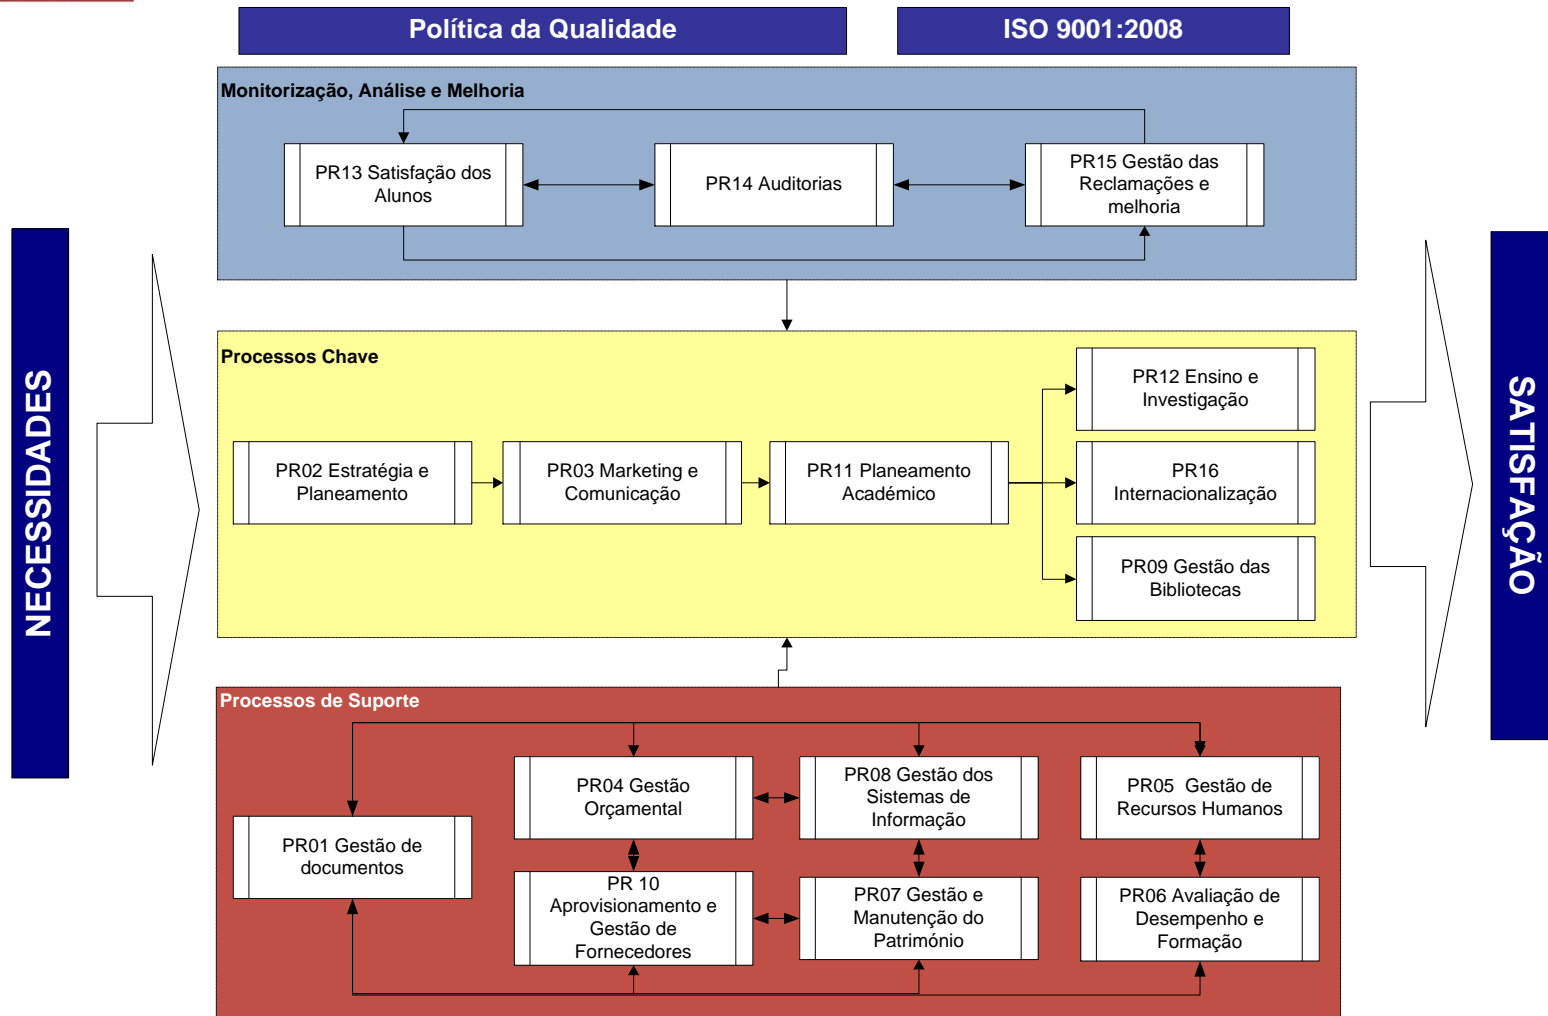 Política da Qualidade
ISO 9001:2008
Monitorização, Análise e Melhoria
PR13 Satisfação dos
Alunos
PR14 Auditorias
PR15 Gestão das
Reclamações e
melhoria
NECESSIDADES
SATISFAÇÃO
Processos Chave
PR02 Estratégia e
Planeamento
PR03 Marketing e
Comunicação
PR11 Planeamento
Académico
PR12 Ensino e
Investigação
PR16
Internacionalização
PR09 Gestão das
Bibliotecas
Processos de Suporte
PR01 Gestão de
documentos
PR04 Gestão
Orçamental
PR08 Gestão dos
Sistemas de
Informação
PR05  Gestão de
Recursos Humanos
PR 10
Aprovisionamento e
Gestão de
Fornecedores
PR07 Gestão e
Manutenção do
Património
PR06 Avaliação de
Desempenho e
Formação